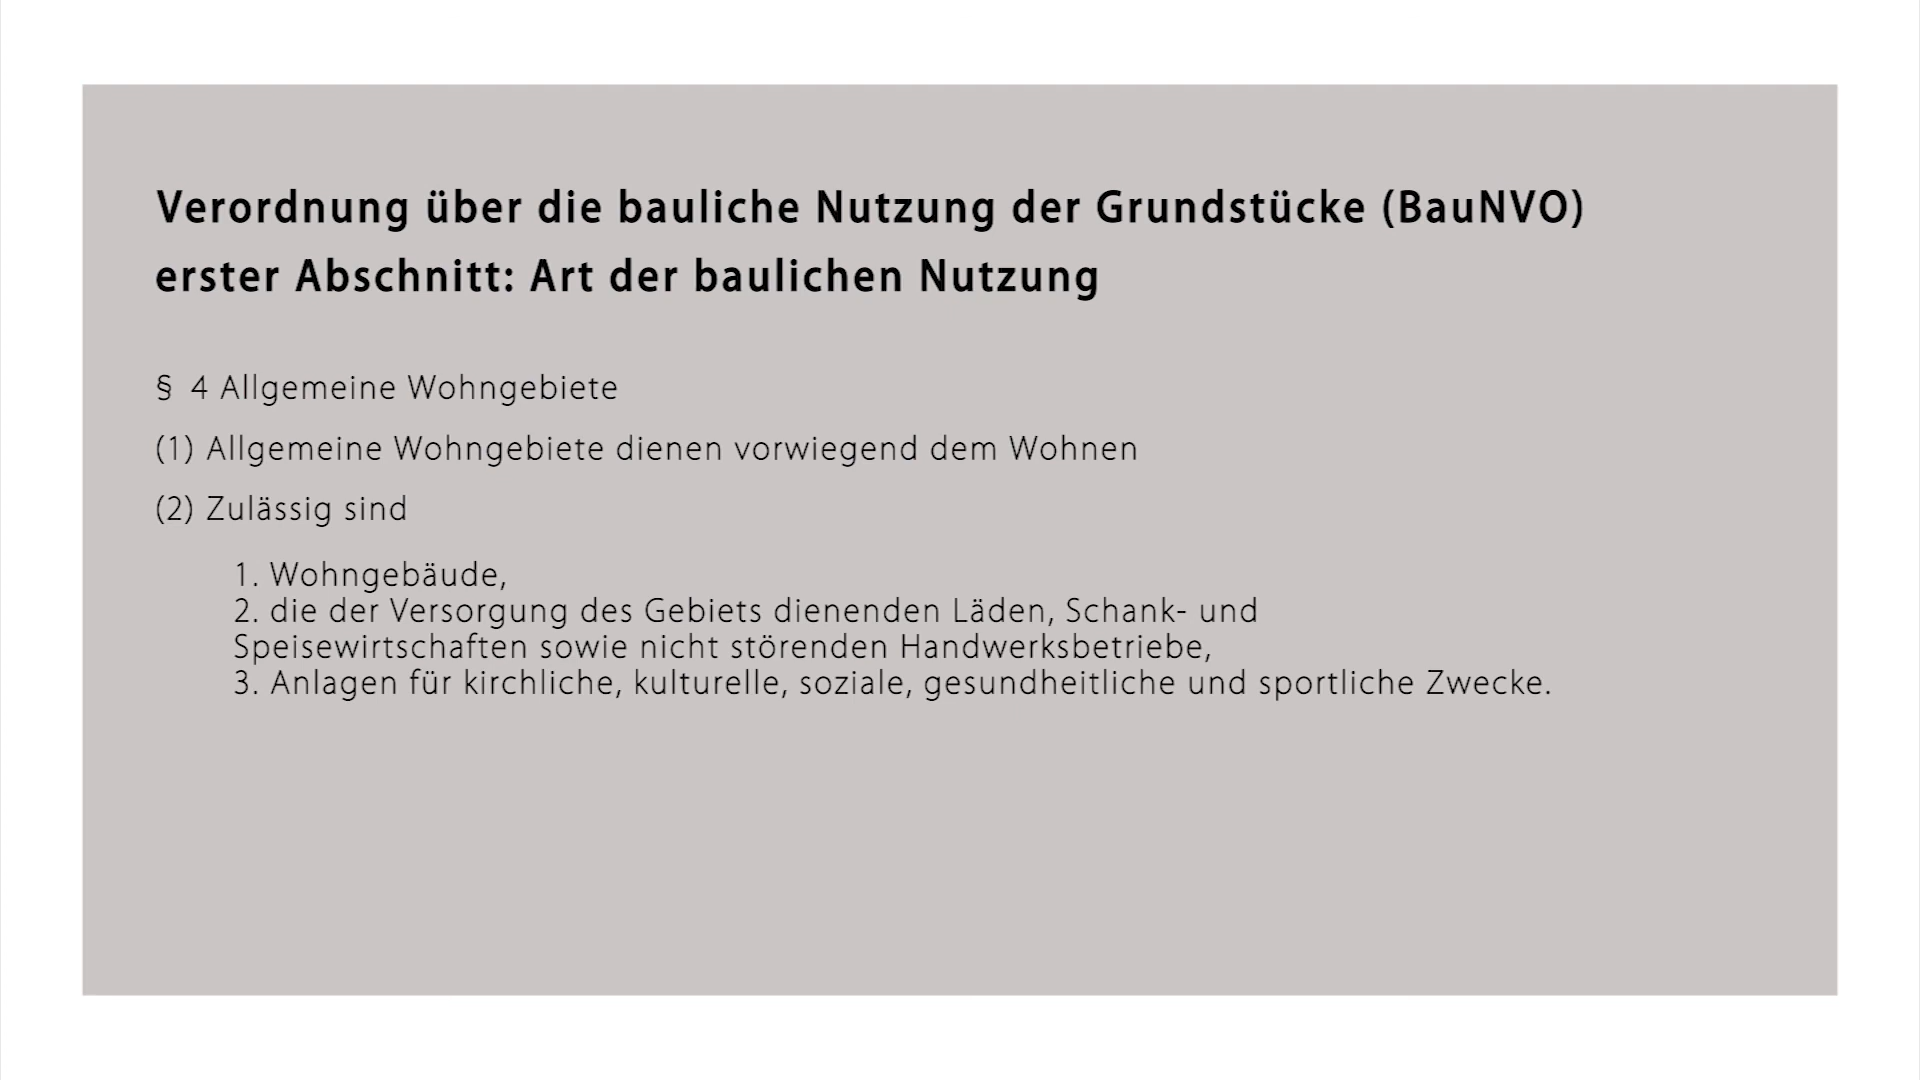 Verordnung über die bauliche Nutzung der Grundstücke (BauNVO)
erster Abschnitt: Art der baulichen Nutzung
§ 4 Allgemeine Wohngebiete
(1) Allgemeine Wohngebiete dienen vorwiegend dem Wohnen
(2) Zulässig sind
1. Wohngebäude,
2. die der Versorgung des Gebiets dienenden Läden, Schank- und
Speisewirtschaften sowie nicht störenden Handwerksbetriebe,
3. Anlagen für kirchliche, kulturelle, soziale, gesundheitliche und sportliche Zwecke.